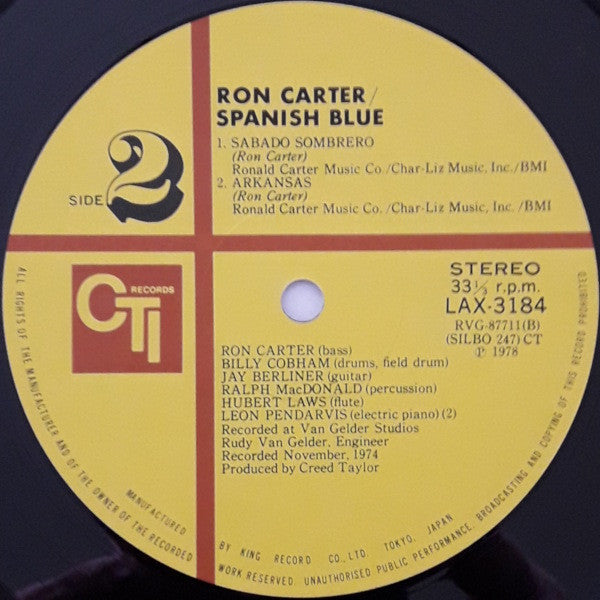 RON CARTER/
SPANISH BLUE
1. SABADO SOMBRERO
(Ron Carter)
Ronald Carter Music Co./Char-Liz Music, Inc./BMI
2. ARKANSAS
(Ron Carter)
Ronald Carter Music Co. /Char-Liz Music, Inc. /BMI
SIDE 2
CTI RECORDS
STEREO
33⅓ r.p.m.
LAX-3184
RVG-87711(B)
(SILBO 247) CT
Ⓟ 1978
RON CARTER (bass)
BILLY COBHAM (drums, field drum)
JAY BERLINER (guitar)
RALPH MacDONALD (percussion)
HUBERT LAWS (flute)
LEON PENDARVIS (electric piano) (2)
Recorded at Van Gelder Studios
Rudy Van Gelder, Engineer
Recorded November, 1974
Produced by Creed Taylor
MANUFACTURED BY KING RECORD CO., LTD. TOKYO, JAPAN
ALL RIGHTS OF THE MANUFACTURER AND OF THE OWNER OF THE RECORDED WORK RESERVED. UNAUTHORISED PUBLIC PERFORMANCE, BROADCASTING AND COPYING OF THIS RECORD PROHIBITED